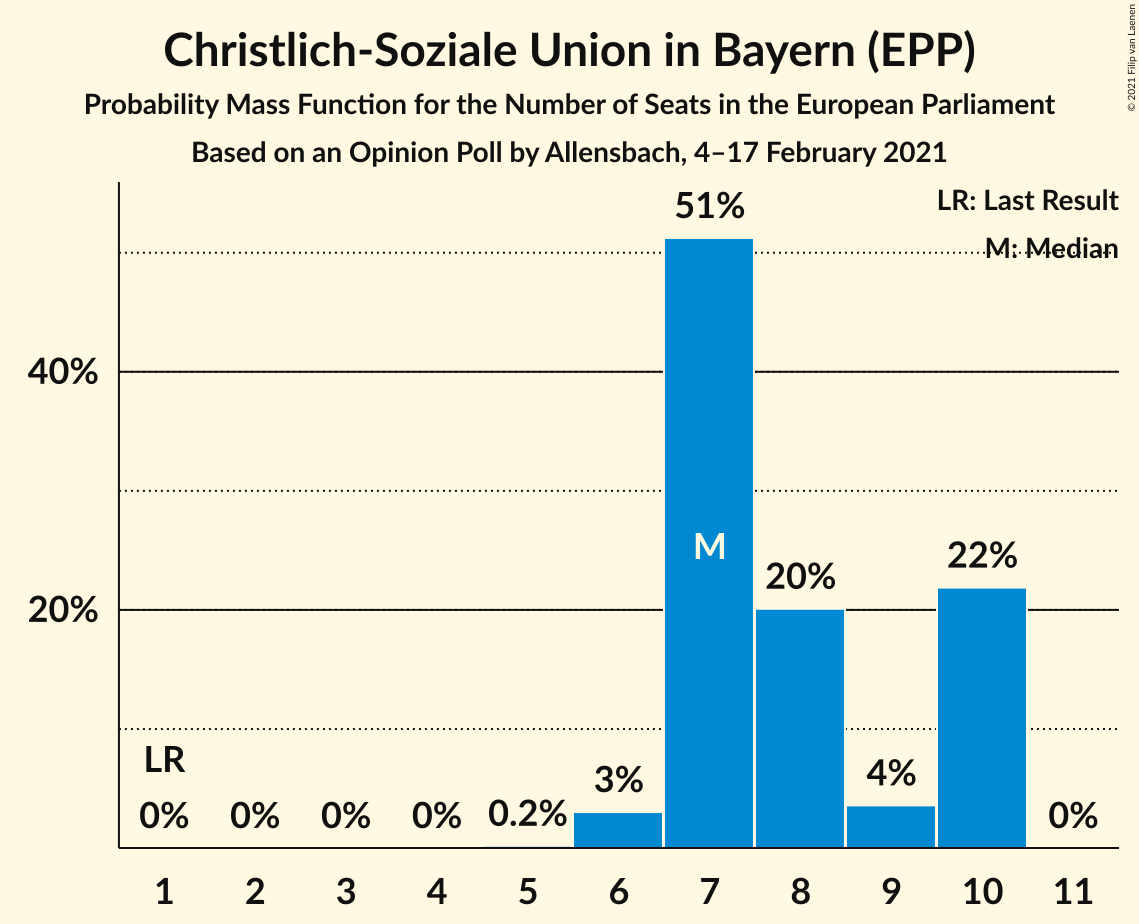 Christlich-Soziale Union in Bayern (EPP)
Probability Mass Function for the Number of Seats in the European Parliament
Based on an Opinion Poll by Allensbach, 4–17 February 2021
© 2021 Filip van Laenen
LR: Last Result
M: Median
51%
40%
M
22%
20%
20%
LR
4%
3%
0%
0%
0%
0%
0.2%
0%
1 2 3 4 5 6 7 8 9 10 11